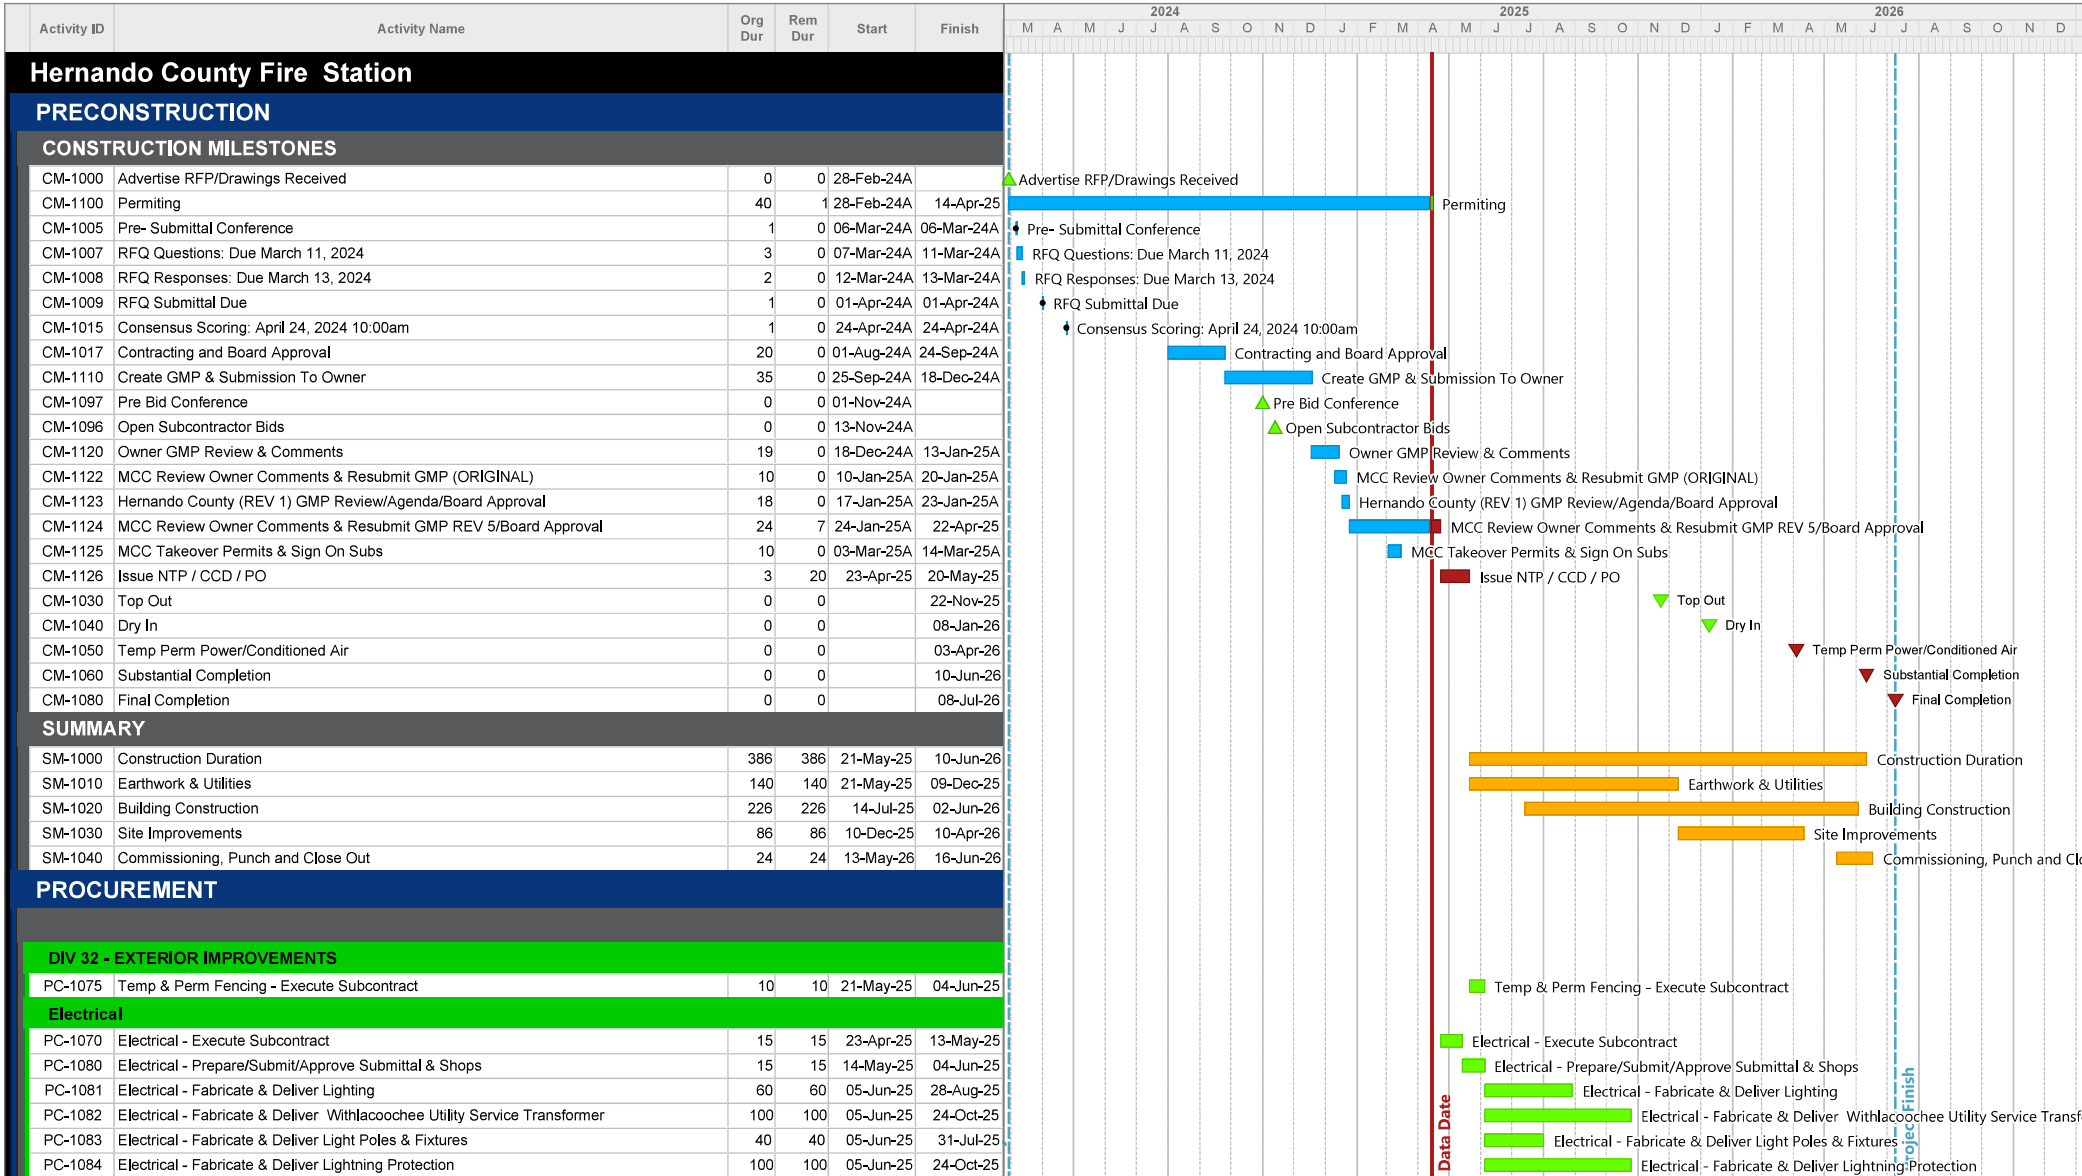 Activity ID Activity Name Org Dur Rem Dur Start Finish 2024 2025 2026
M A M J J A S O N D J F M A M J J A S O N D J F M A M J J A S O N D
Hernando County Fire Station
PRECONSTRUCTION
CONSTRUCTION MILESTONES
CM-1000 Advertise RFP/Drawings Received 0 0 28-Feb-24A Advertise RFP/Drawings Received
CM-1100 Permiting 40 1 28-Feb-24A 14-Apr-25 Permiting
CM-1005 Pre- Submittal Conference 1 0 06-Mar-24A 06-Mar-24A Pre- Submittal Conference
CM-1007 RFQ Questions: Due March 11, 2024 3 0 07-Mar-24A 11-Mar-24A RFQ Questions: Due March 11, 2024
CM-1008 RFQ Responses: Due March 13, 2024 2 0 12-Mar-24A 13-Mar-24A RFQ Responses: Due March 13, 2024
CM-1009 RFQ Submittal Due 1 0 01-Apr-24A 01-Apr-24A RFQ Submittal Due
CM-1015 Consensus Scoring: April 24, 2024 10:00am 1 0 24-Apr-24A 24-Apr-24A Consensus Scoring: April 24, 2024 10:00am
CM-1017 Contracting and Board Approval 20 0 01-Aug-24A 24-Sep-24A Contracting and Board Approval
CM-1110 Create GMP & Submission To Owner 35 0 25-Sep-24A 18-Dec-24A Create GMP & Submission To Owner
CM-1097 Pre Bid Conference 0 0 01-Nov-24A Pre Bid Conference
CM-1096 Open Subcontractor Bids 0 0 13-Nov-24A Open Subcontractor Bids
CM-1120 Owner GMP Review & Comments 19 0 18-Dec-24A 13-Jan-25A Owner GMP Review & Comments
CM-1122 MCC Review Owner Comments & Resubmit GMP (ORIGINAL) 10 0 10-Jan-25A 20-Jan-25A MCC Review Owner Comments & Resubmit GMP (ORIGINAL)
CM-1123 Hernando County (REV 1) GMP Review/Agenda/Board Approval 18 0 17-Jan-25A 23-Jan-25A Hernando County (REV 1) GMP Review/Agenda/Board Approval
CM-1124 MCC Review Owner Comments & Resubmit GMP REV 5/Board Approval 24 7 24-Jan-25A 22-Apr-25 MCC Review Owner Comments & Resubmit GMP REV 5/Board Approval
CM-1125 MCC Takeover Permits & Sign On Subs 10 0 03-Mar-25A 14-Mar-25A MCC Takeover Permits & Sign On Subs
CM-1126 Issue NTP / CCD / PO 3 20 23-Apr-25 20-May-25 Issue NTP / CCD / PO
CM-1030 Top Out 0 0 22-Nov-25 Top Out
CM-1040 Dry In 0 0 08-Jan-26 Dry In
CM-1050 Temp Perm Power/Conditioned Air 0 0 03-Apr-26 Temp Perm Power/Conditioned Air
CM-1060 Substantial Completion 0 0 10-Jun-26 Substantial Completion
CM-1080 Final Completion 0 0 08-Jul-26 Final Completion
SUMMARY
SM-1000 Construction Duration 386 386 21-May-25 10-Jun-26 Construction Duration
SM-1010 Earthwork & Utilities 140 140 21-May-25 09-Dec-25 Earthwork & Utilities
SM-1020 Building Construction 226 226 14-Jul-25 02-Jun-26 Building Construction
SM-1030 Site Improvements 86 86 10-Dec-25 10-Apr-26 Site Improvements
SM-1040 Commissioning, Punch and Close Out 24 24 13-May-26 16-Jun-26 Commissioning, Punch and Clo
PROCUREMENT
DIV 32 - EXTERIOR IMPROVEMENTS
PC-1075 Temp & Perm Fencing - Execute Subcontract 10 10 21-May-25 04-Jun-25 Temp & Perm Fencing - Execute Subcontract
Electrical
PC-1070 Electrical - Execute Subcontract 15 15 23-Apr-25 13-May-25 Electrical - Execute Subcontract
PC-1080 Electrical - Prepare/Submit/Approve Submittal & Shops 15 15 14-May-25 04-Jun-25 Electrical - Prepare/Submit/Approve Submittal & Shops
PC-1081 Electrical - Fabricate & Deliver Lighting 60 60 05-Jun-25 28-Aug-25 Electrical - Fabricate & Deliver Lighting
PC-1082 Electrical - Fabricate & Deliver Withlacoochee Utility Service Transformer 100 100 05-Jun-25 24-Oct-25 Electrical - Fabricate & Deliver Withlacoochee Utility Service Transf
PC-1083 Electrical - Fabricate & Deliver Light Poles & Fixtures 40 40 05-Jun-25 31-Jul-25 Electrical - Fabricate & Deliver Light Poles & Fixtures
PC-1084 Electrical - Fabricate & Deliver Lightning Protection 100 100 05-Jun-25 24-Oct-25 Electrical - Fabricate & Deliver Lightning Protection
Data Date
Project Finish